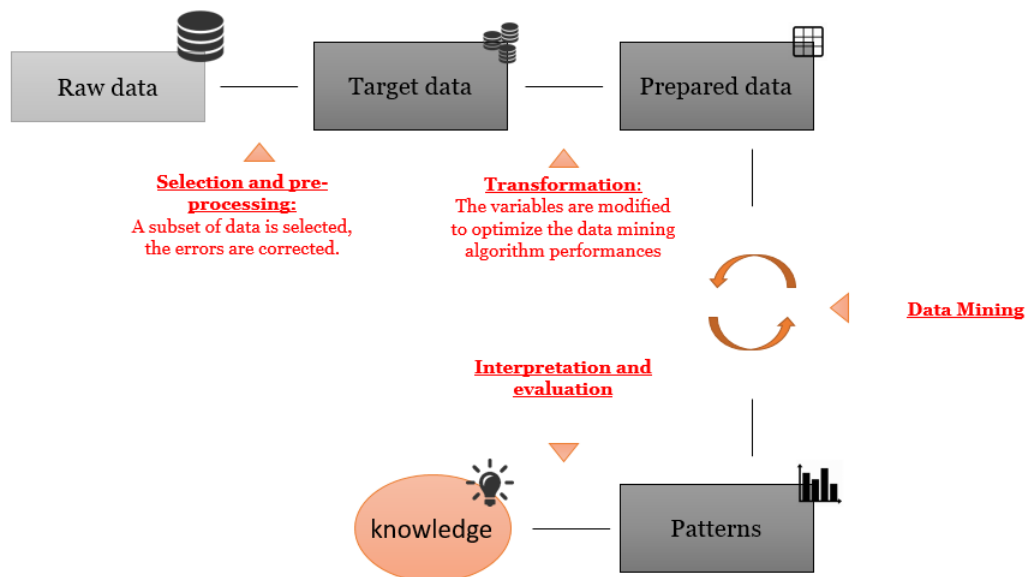 Raw data
Target data
Prepared data
Selection and pre-
processing:
A subset of data is selected,
the errors are corrected.
Transformation:
The variables are modified
to optimize the data mining
algorithm performances
Data Mining
Interpretation and
evaluation
knowledge
Patterns